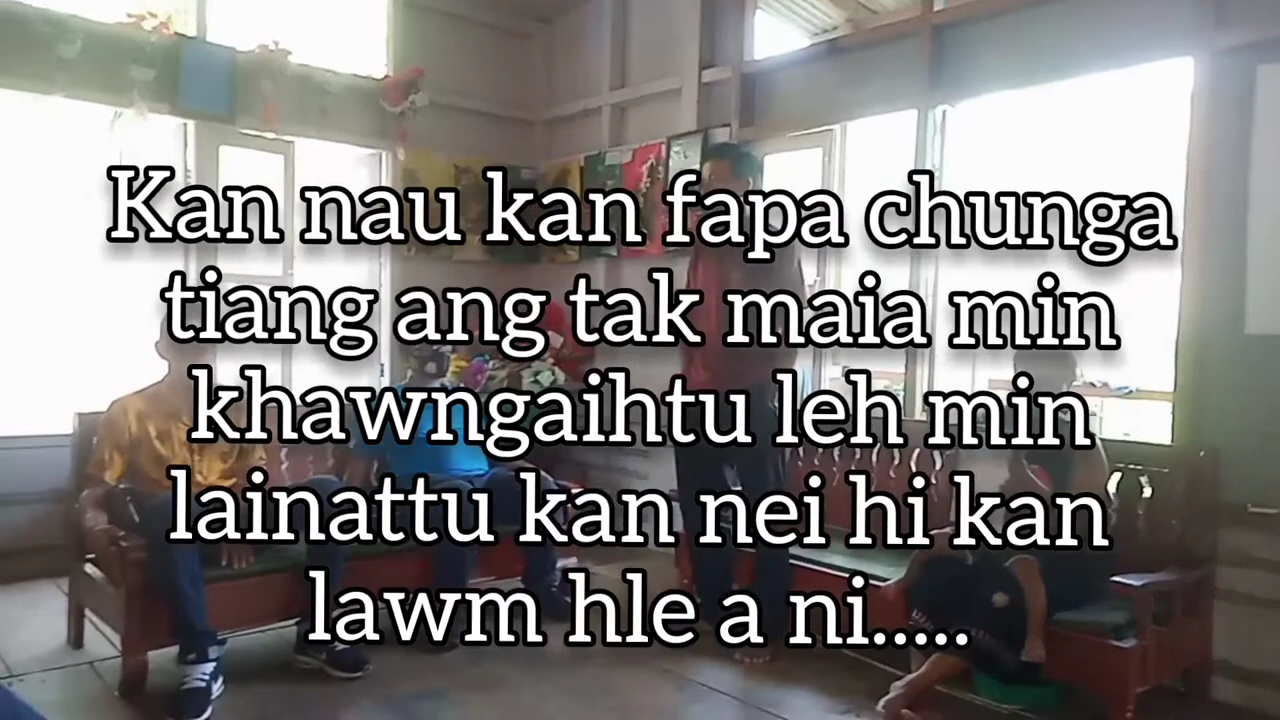 Kan nau kan fapa chunga
tiang ang tak maia min
khawngaihtu leh min
lainattu kan nei hi kan
lawm hle a ni.....